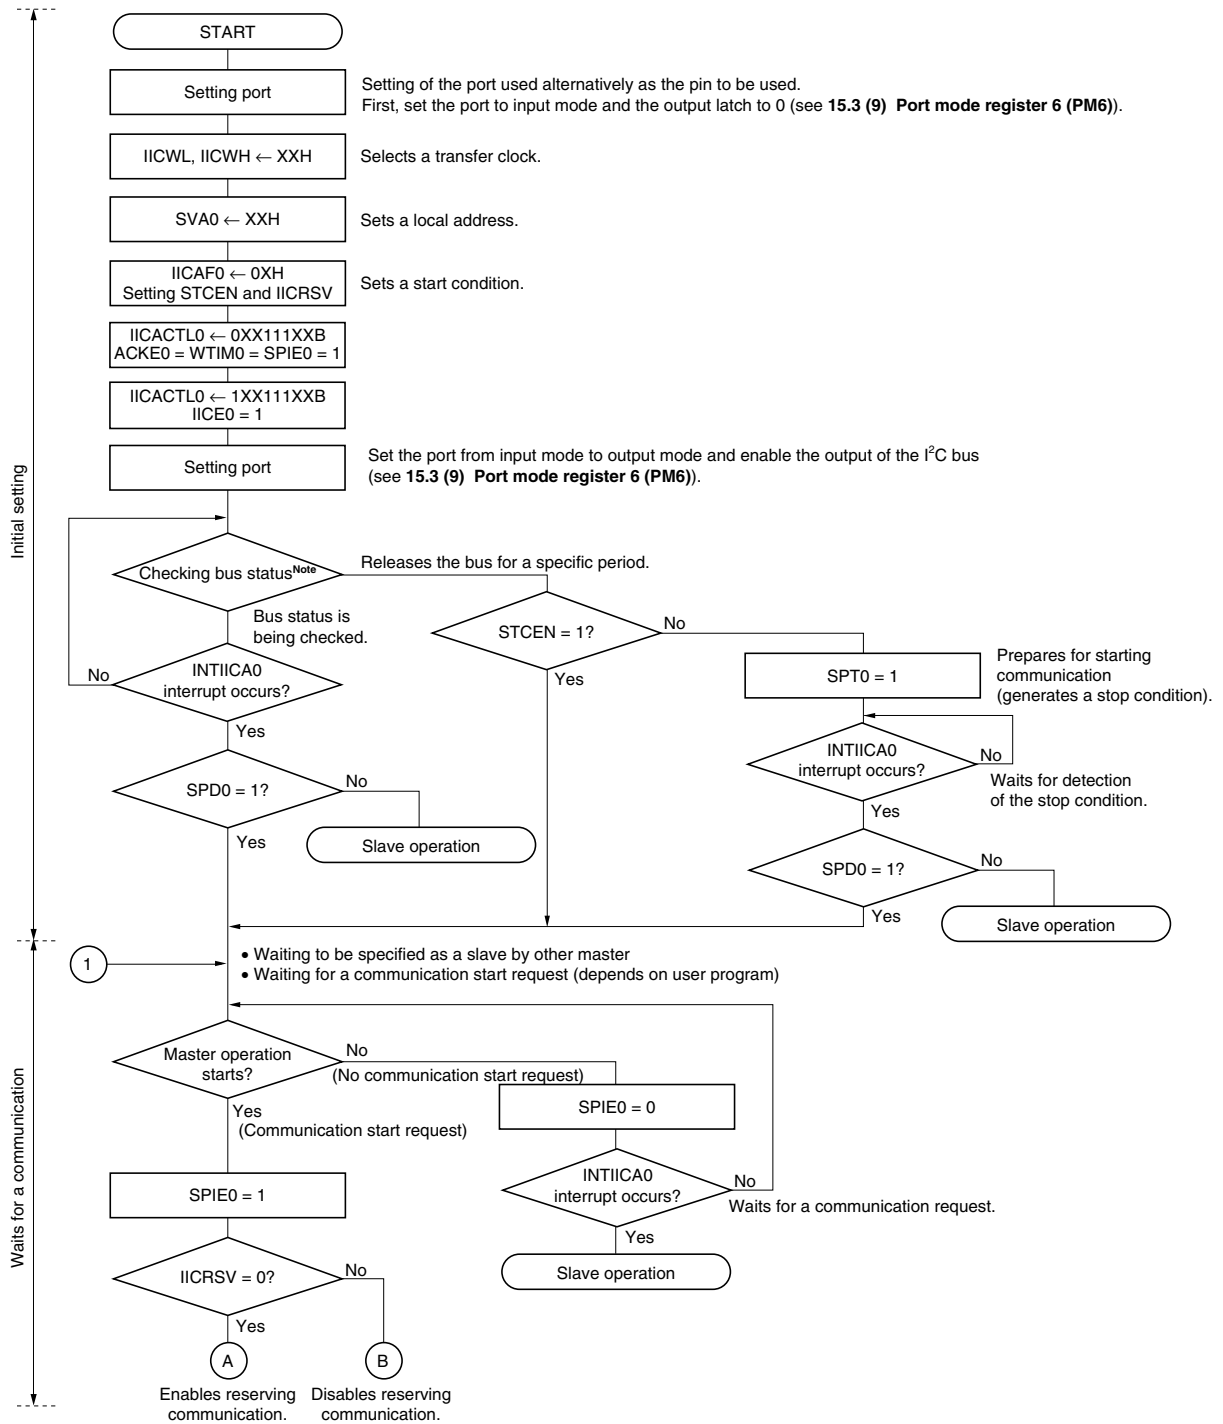 START
Setting port
Setting of the port used alternatively as the pin to be used.
First, set the port to input mode and the output latch to 0 (see 15.3 (9) Port mode register 6 (PM6)).
IICWL, IICWH ← XXH
Selects a transfer clock.
SVA0 ← XXH
Sets a local address.
IICAF0 ← 0XH
Setting STCEN and IICRSV
Sets a start condition.
IICACTL0 ← 0XX111XXB
ACKE0 = WTIM0 = SPIE0 = 1
IICACTL0 ← 1XX111XXB
IICE0 = 1
Setting port
Set the port from input mode to output mode and enable the output of the I²C bus
(see 15.3 (9) Port mode register 6 (PM6)).
Initial setting
Checking bus status Note
Releases the bus for a specific period.
Bus status is
being checked.
STCEN = 1?
No
Yes
INTIICA0
interrupt occurs?
No
Yes
SPT0 = 1
Prepares for starting
communication
(generates a stop condition).
INTIICA0
interrupt occurs?
No
Waits for detection
of the stop condition.
Yes
SPD0 = 1?
No
Yes
Slave operation
SPD0 = 1?
No
Yes
Slave operation
1
• Waiting to be specified as a slave by other master
• Waiting for a communication start request (depends on user program)
Waits for a communication
Master operation
starts?
No
(No communication start request)
Yes
(Communication start request)
SPIE0 = 0
INTIICA0
interrupt occurs?
No
Waits for a communication request.
Yes
Slave operation
SPIE0 = 1
IICRSV = 0?
No
Yes
A
B
Enables reserving
communication.
Disables reserving
communication.